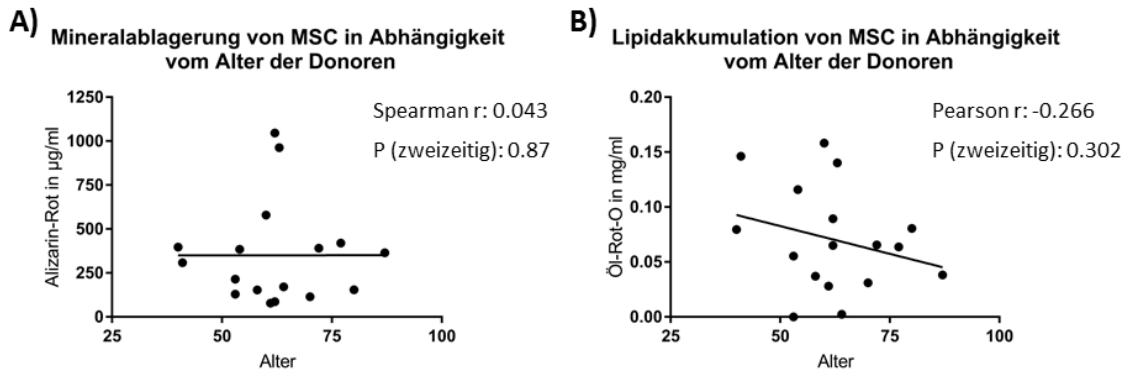 A)
Mineralablagerung von MSC in Abhängigkeit
vom Alter der Donoren
Spearman r: 0.043
P (zweizeitig): 0.87
Alizarin-Rot in µg/ml
1250
1000
750
500
250
0
25
50
75
100
Alter
B)
Lipidakkumulation von MSC in Abhängigkeit
vom Alter der Donoren
Pearson r: -0.266
P (zweizeitig): 0.302
Öl-Rot-O in mg/ml
0.20
0.15
0.10
0.05
0.00
25
50
75
100
Alter